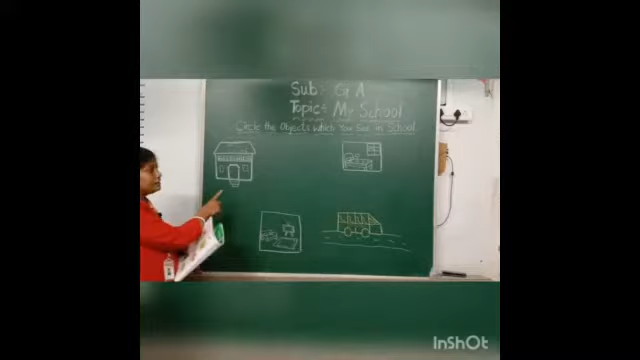 Sub:- G A
Topic:- My School
Circle the Objects which You See in School.
InShOt